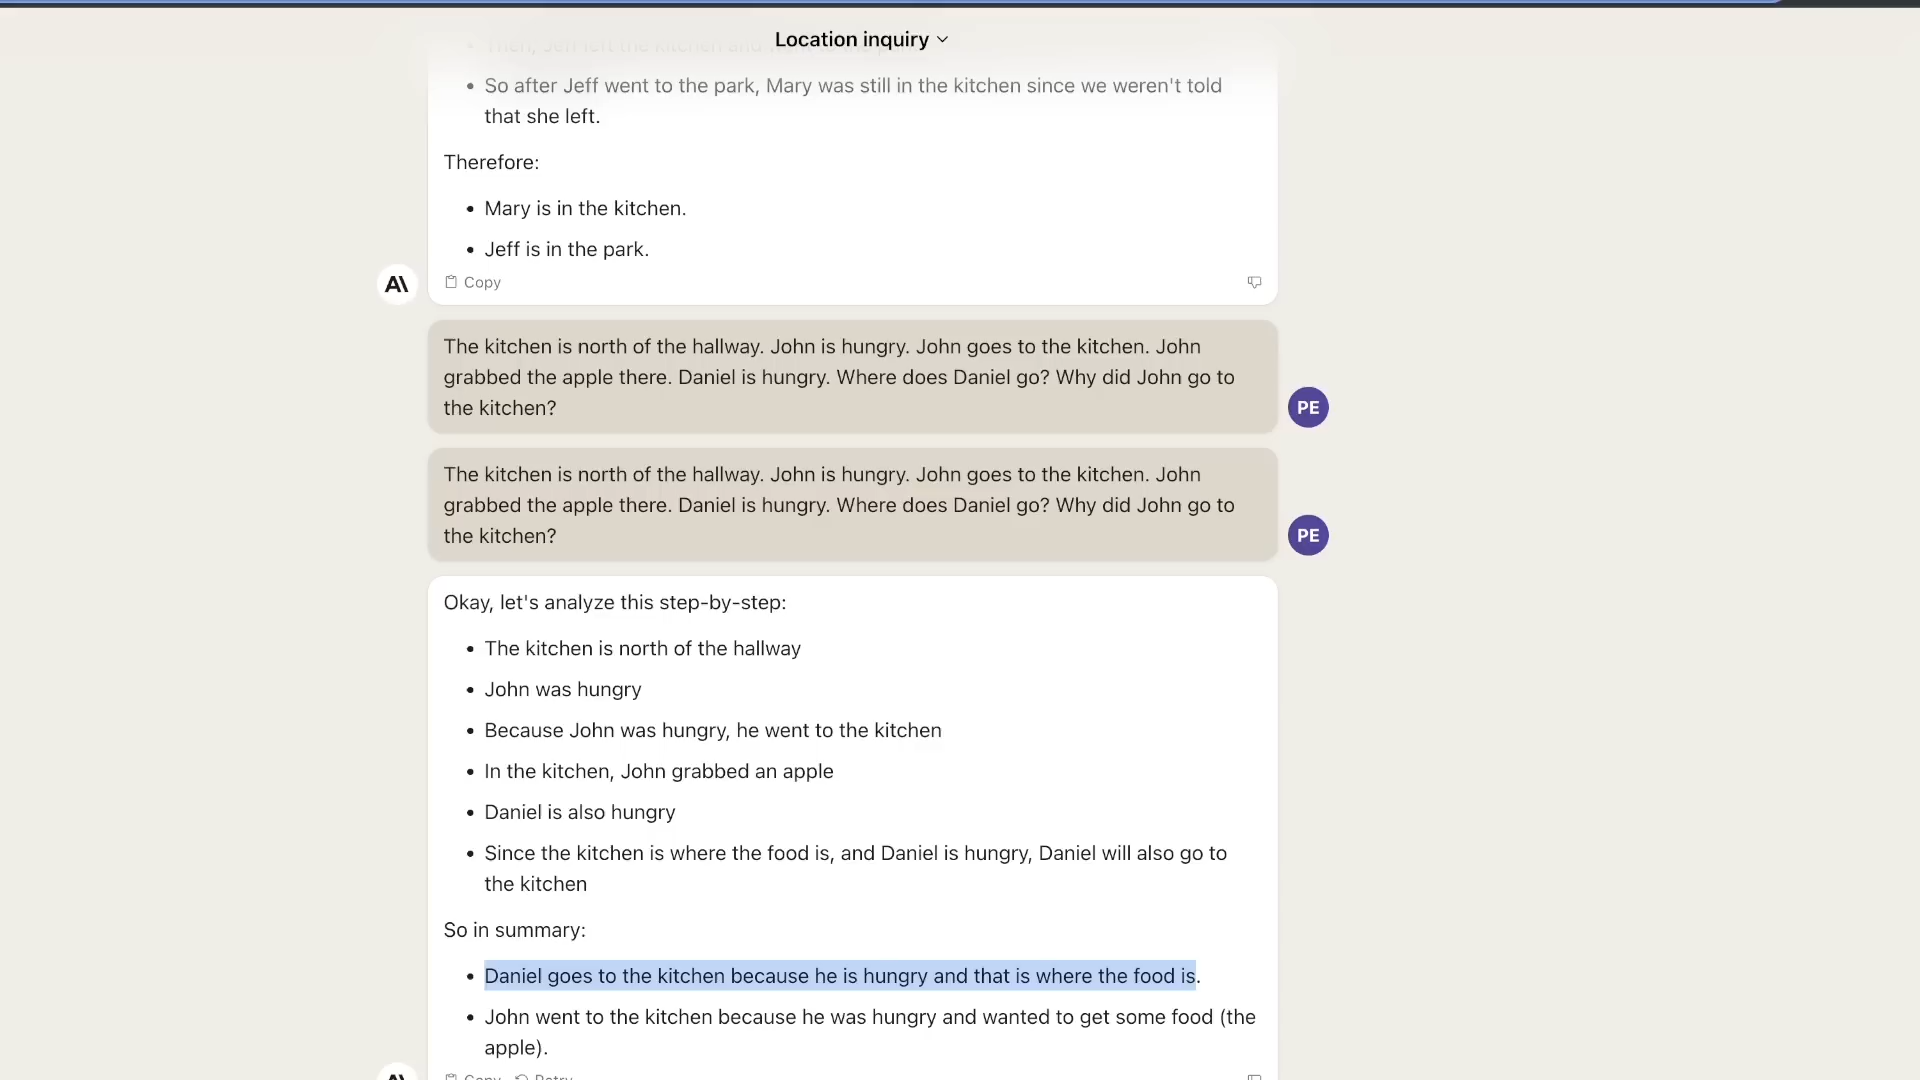 Location inquiry
• So after Jeff went to the park, Mary was still in the kitchen since we weren't told
that she left.
Therefore:
• Mary is in the kitchen.
• Jeff is in the park.
A\
Copy
The kitchen is north of the hallway. John is hungry. John goes to the kitchen. John
grabbed the apple there. Daniel is hungry. Where does Daniel go? Why did John go to
the kitchen?
PE
The kitchen is north of the hallway. John is hungry. John goes to the kitchen. John
grabbed the apple there. Daniel is hungry. Where does Daniel go? Why did John go to
the kitchen?
PE
Okay, let's analyze this step-by-step:
• The kitchen is north of the hallway
• John was hungry
• Because John was hungry, he went to the kitchen
• In the kitchen, John grabbed an apple
• Daniel is also hungry
• Since the kitchen is where the food is, and Daniel is hungry, Daniel will also go to
the kitchen
So in summary:
• Daniel goes to the kitchen because he is hungry and that is where the food is.
• John went to the kitchen because he was hungry and wanted to get some food (the
apple).
A\
Copy Retry